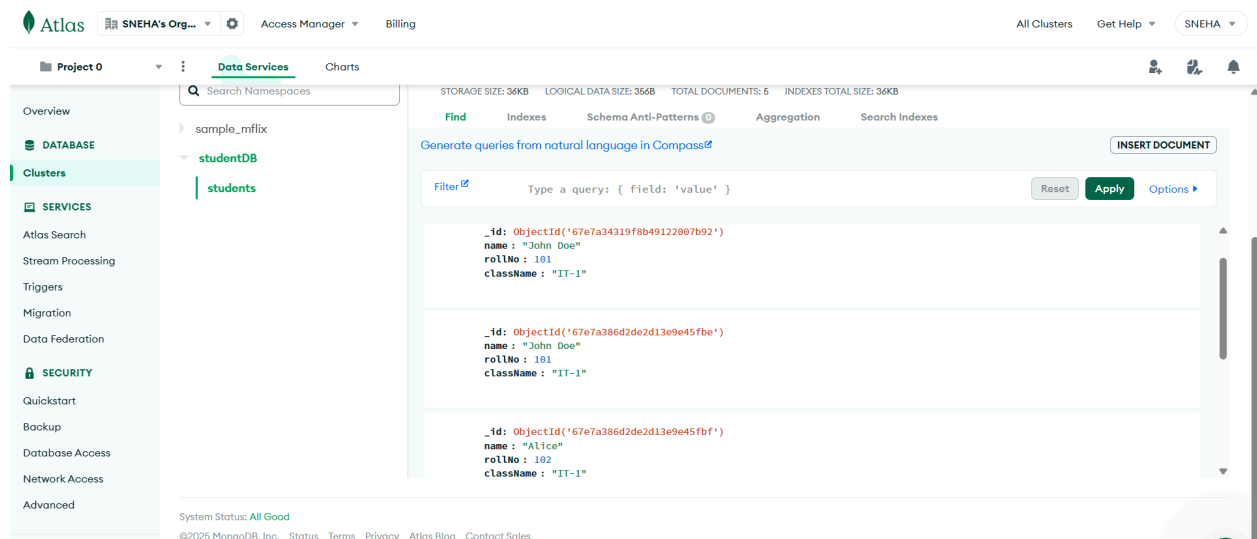 Atlas
SNEHA's Org...
Access Manager
Billing
All Clusters
Get Help
SNEHA
Project 0
Data Services
Charts
Overview
DATABASE
Clusters
SERVICES
Atlas Search
Stream Processing
Triggers
Migration
Data Federation
SECURITY
Quickstart
Backup
Database Access
Network Access
Advanced
Search Namespaces
sample_mflix
studentDB
students
STORAGE SIZE: 36KB LOGICAL DATA SIZE: 356B TOTAL DOCUMENTS: 5 INDEXES TOTAL SIZE: 36KB
Find Indexes Schema Anti-Patterns 0 Aggregation Search Indexes
Generate queries from natural language in Compass
INSERT DOCUMENT
Filter
Type a query: { field: 'value' }
Reset
Apply
Options
_id: ObjectId('67e7a34319f8b49122007b92')
name : "John Doe"
rollNo : 101
className : "IT-1"
_id: ObjectId('67e7a386d2de2d13e9e45fbe')
name : "John Doe"
rollNo : 101
className : "IT-1"
_id: ObjectId('67e7a386d2de2d13e9e45fbf')
name : "Alice"
rollNo : 102
className : "IT-1"
System Status: All Good
©2025 MongoDB, Inc. Status Terms Privacy Atlas Blog Contact Sales